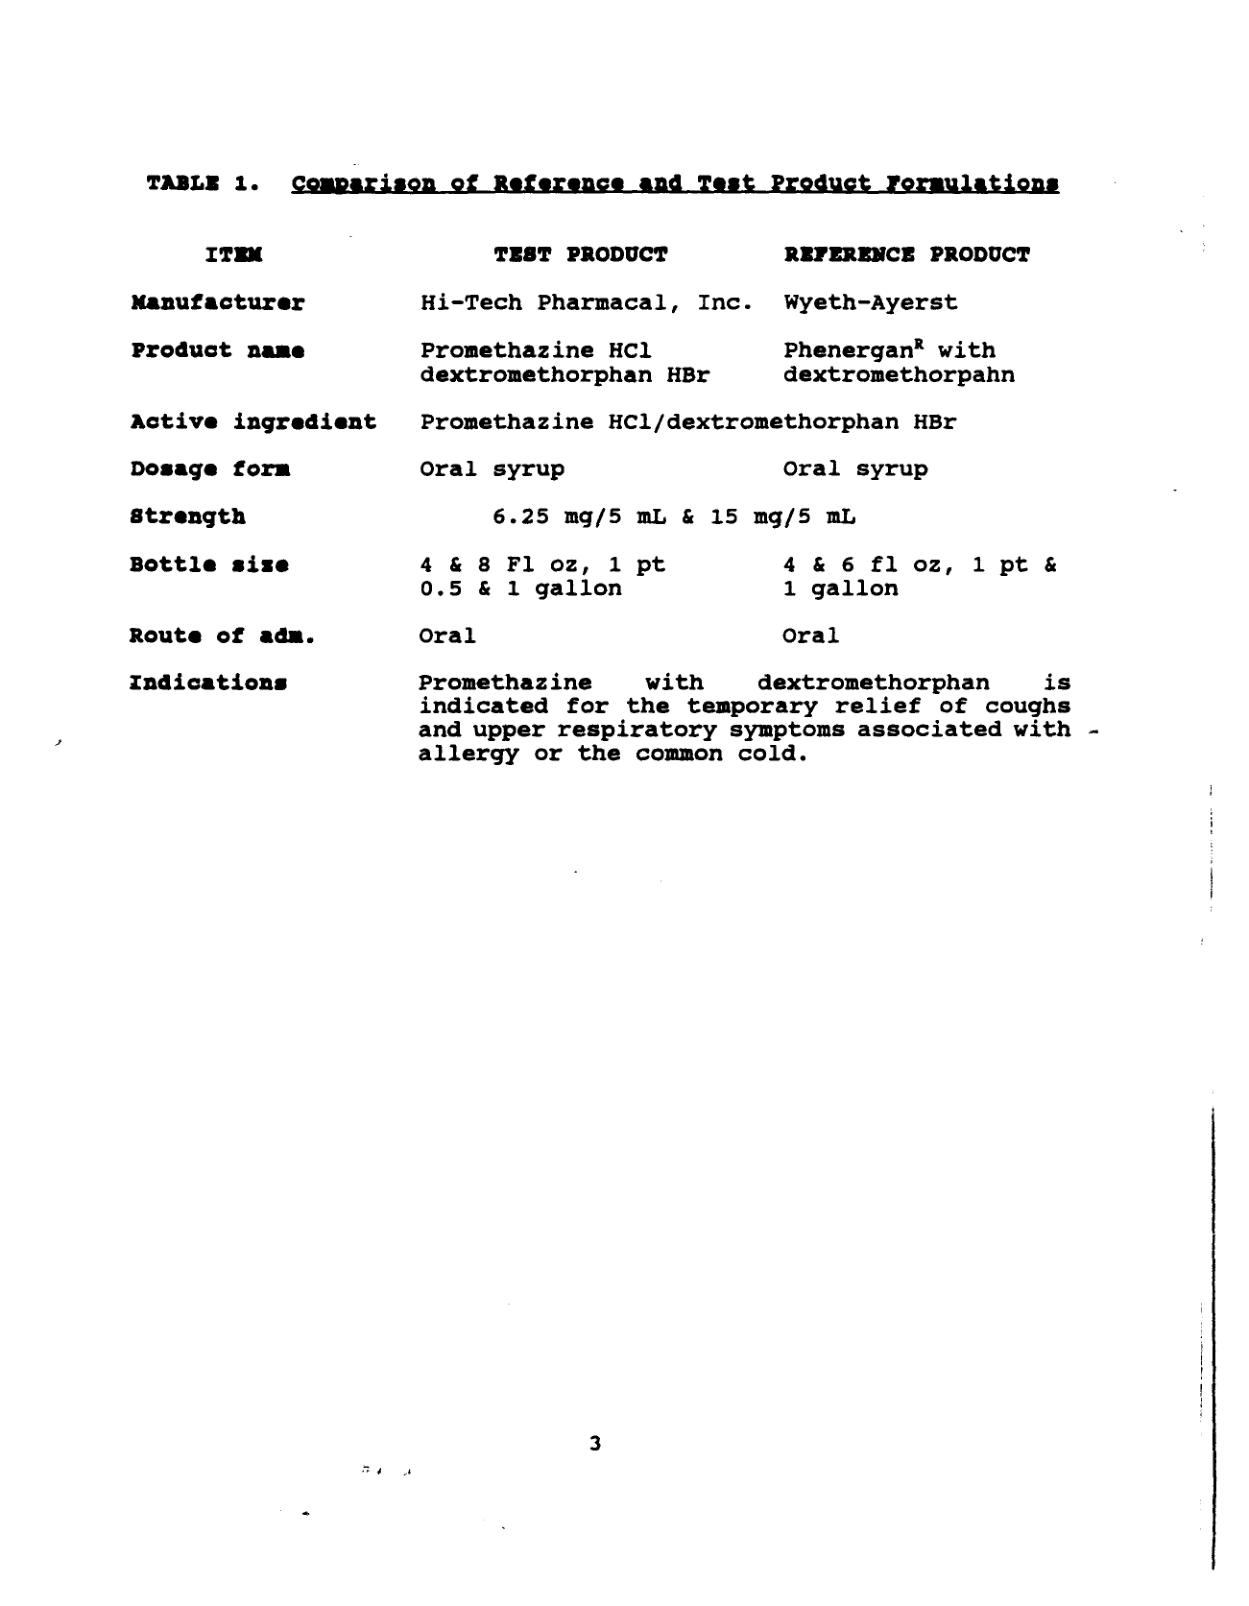 TABLE 1. Comparison of Reference and Test Product Formulations
ITEM TEST PRODUCT REFERENCE PRODUCT
Manufacturer Hi-Tech Pharmacal, Inc. Wyeth-Ayerst
Product name Promethazine HCl Phenergan^R with
dextromethorphan HBr dextromethorpahn
Active ingredient Promethazine HCl/dextromethorphan HBr
Dosage form Oral syrup Oral syrup
Strength 6.25 mg/5 mL & 15 mg/5 mL
Bottle size 4 & 8 Fl oz, 1 pt 4 & 6 fl oz, 1 pt &
0.5 & 1 gallon 1 gallon
Route of adm. Oral Oral
Indications Promethazine with dextromethorphan is
indicated for the temporary relief of coughs
and upper respiratory symptoms associated with
allergy or the common cold.
3